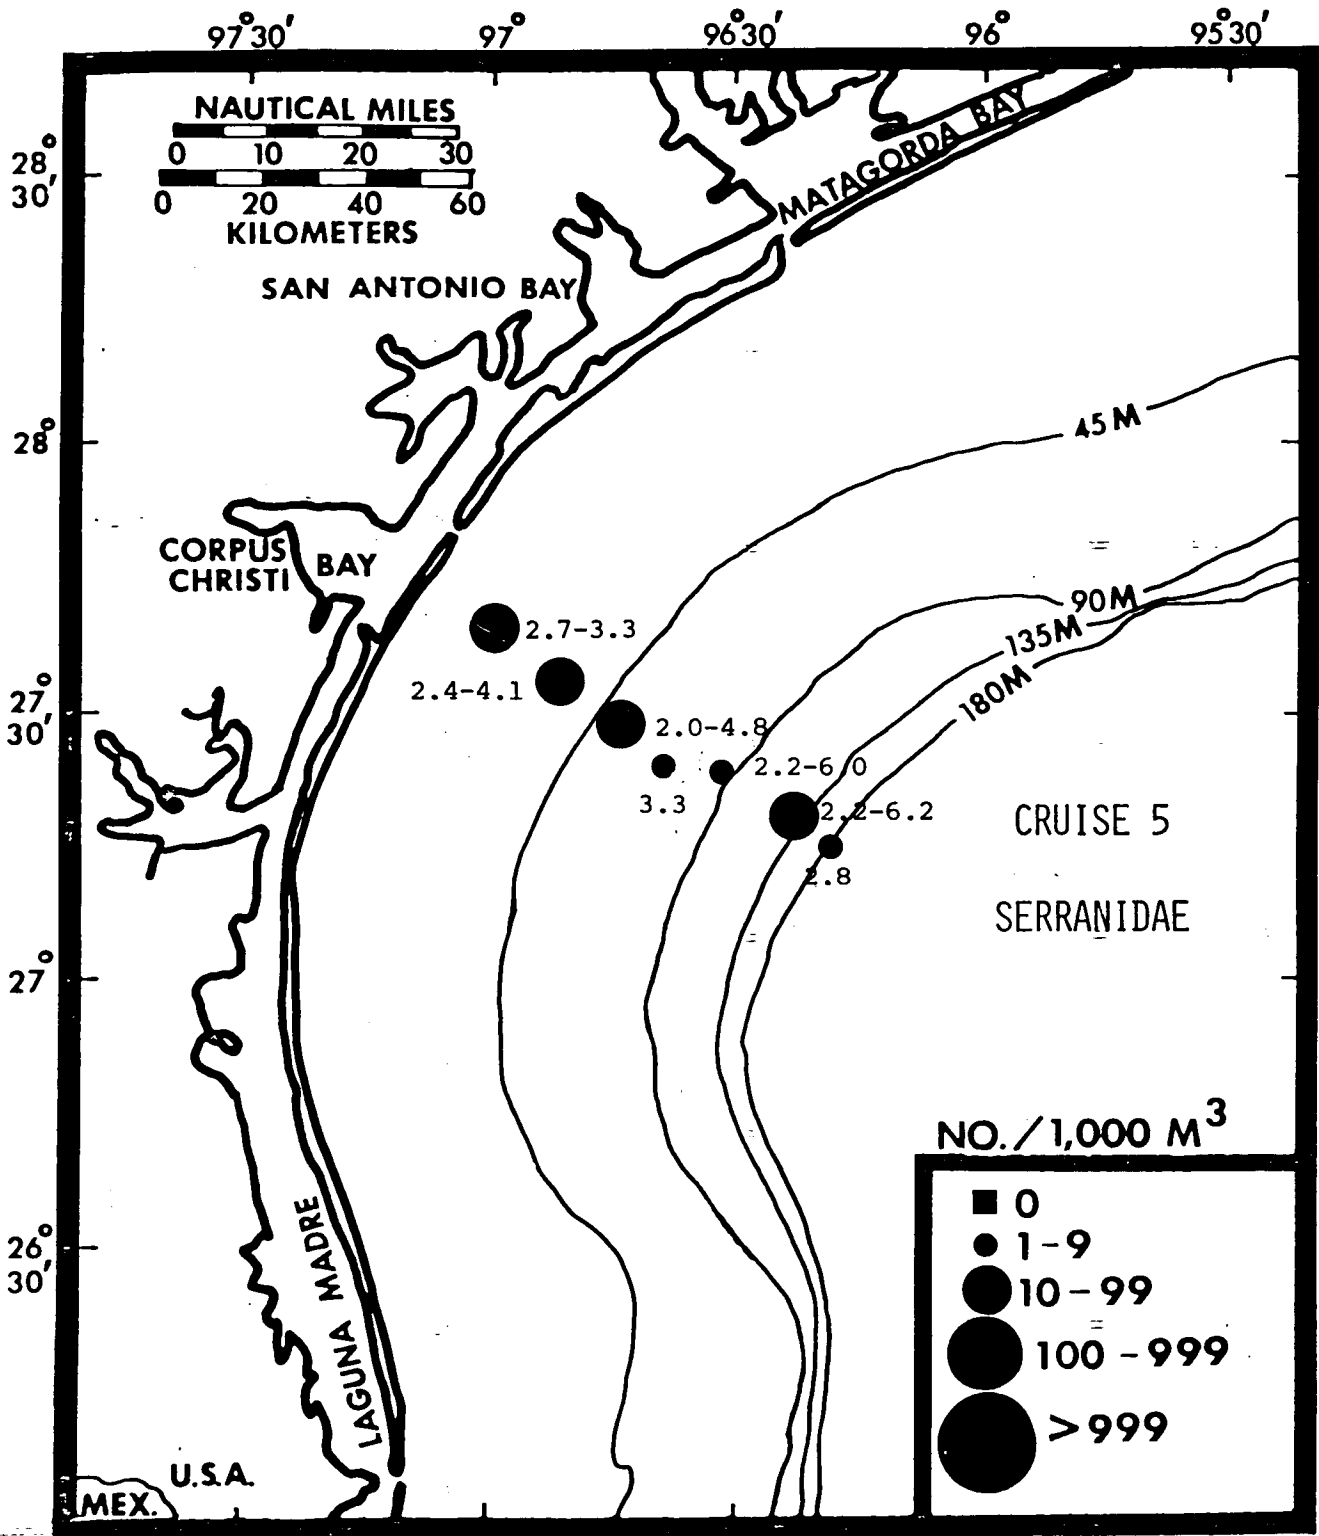 97°30' 97° 96°30' 96° 95°30'
NAUTICAL MILES
0 10 20 30
0 20 40 60
KILOMETERS
28°
30'
MATAGORDA BAY
SAN ANTONIO BAY
45 M
28°
CORPUS
CHRISTI
BAY
90M
135M
180M
2.7-3.3
2.4-4.1
27°
30'
2.0-4.8
2.2-6.0
3.3
2.2-6.2
2.8
CRUISE 5
SERRANIDAE
27°
NO./1,000 M³
0
1-9
10-99
100-999
>999
26°
30'
LAGUNA MADRE
U.S.A.
MEX.